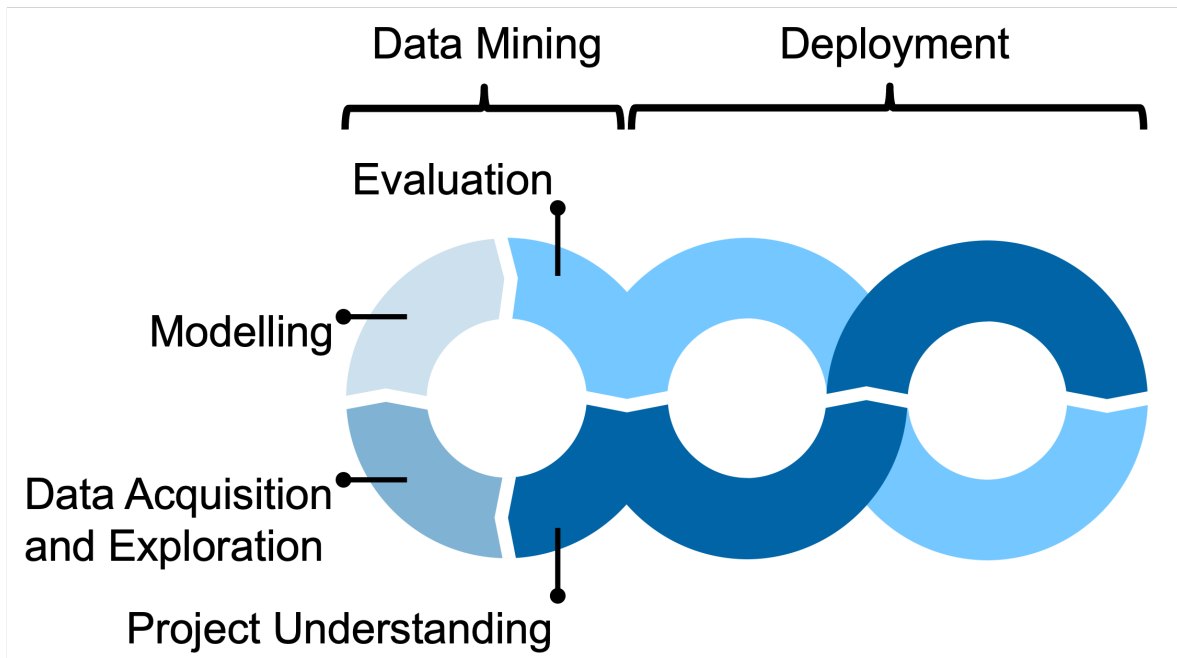 Data Mining
Deployment
Evaluation
Modelling
Data Acquisition
and Exploration
Project Understanding